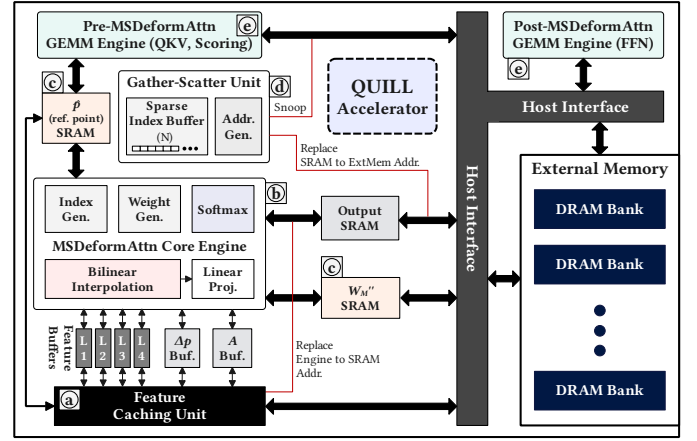 Pre-MSDeformAttn
GEMM Engine (QKV, Scoring)
e
Post-MSDeformAttn
GEMM Engine (FFN)
e
c
p̂
(ref. point)
SRAM
Gather-Scatter Unit
d
Sparse
Index Buffer
(N)
Addr.
Gen.
Snoop
QUILL
Accelerator
Host Interface
Host Interface
Replace
SRAM to ExtMem Addr.
External Memory
DRAM Bank
DRAM Bank
DRAM Bank
b
Index
Gen.
Weight
Gen.
Softmax
MSDeformAttn Core Engine
Bilinear
Interpolation
Linear
Proj.
Output
SRAM
c
W_M''
SRAM
Feature
Buffers
L
1
L
2
L
3
L
4
Δp
Buf.
A
Buf.
Replace
Engine to SRAM
Addr.
a
Feature
Caching Unit